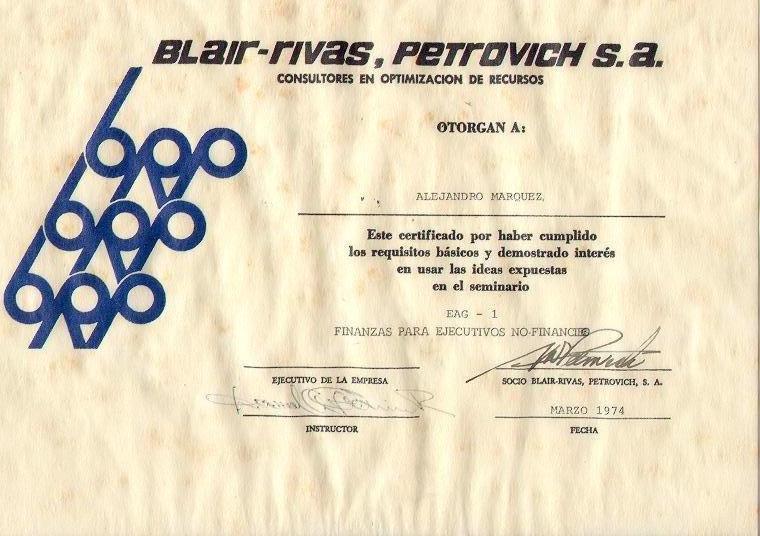 BLair-rivas, Petrovich s.a.
CONSULTORES EN OPTIMIZACION DE RECURSOS
OTORGAN A:
ALEJANDRO MARQUEZ
Este certificado por haber cumplido
los requisitos básicos y demostrado interés
en usar las ideas expuestas
en el seminario
EAG - 1
FINANZAS PARA EJECUTIVOS NO-FINANCIE
EJECUTIVO DE LA EMPRESA
SOCIO BLAIR-RIVAS, PETROVICH, S. A.
MARZO 1974
INSTRUCTOR
FECHA